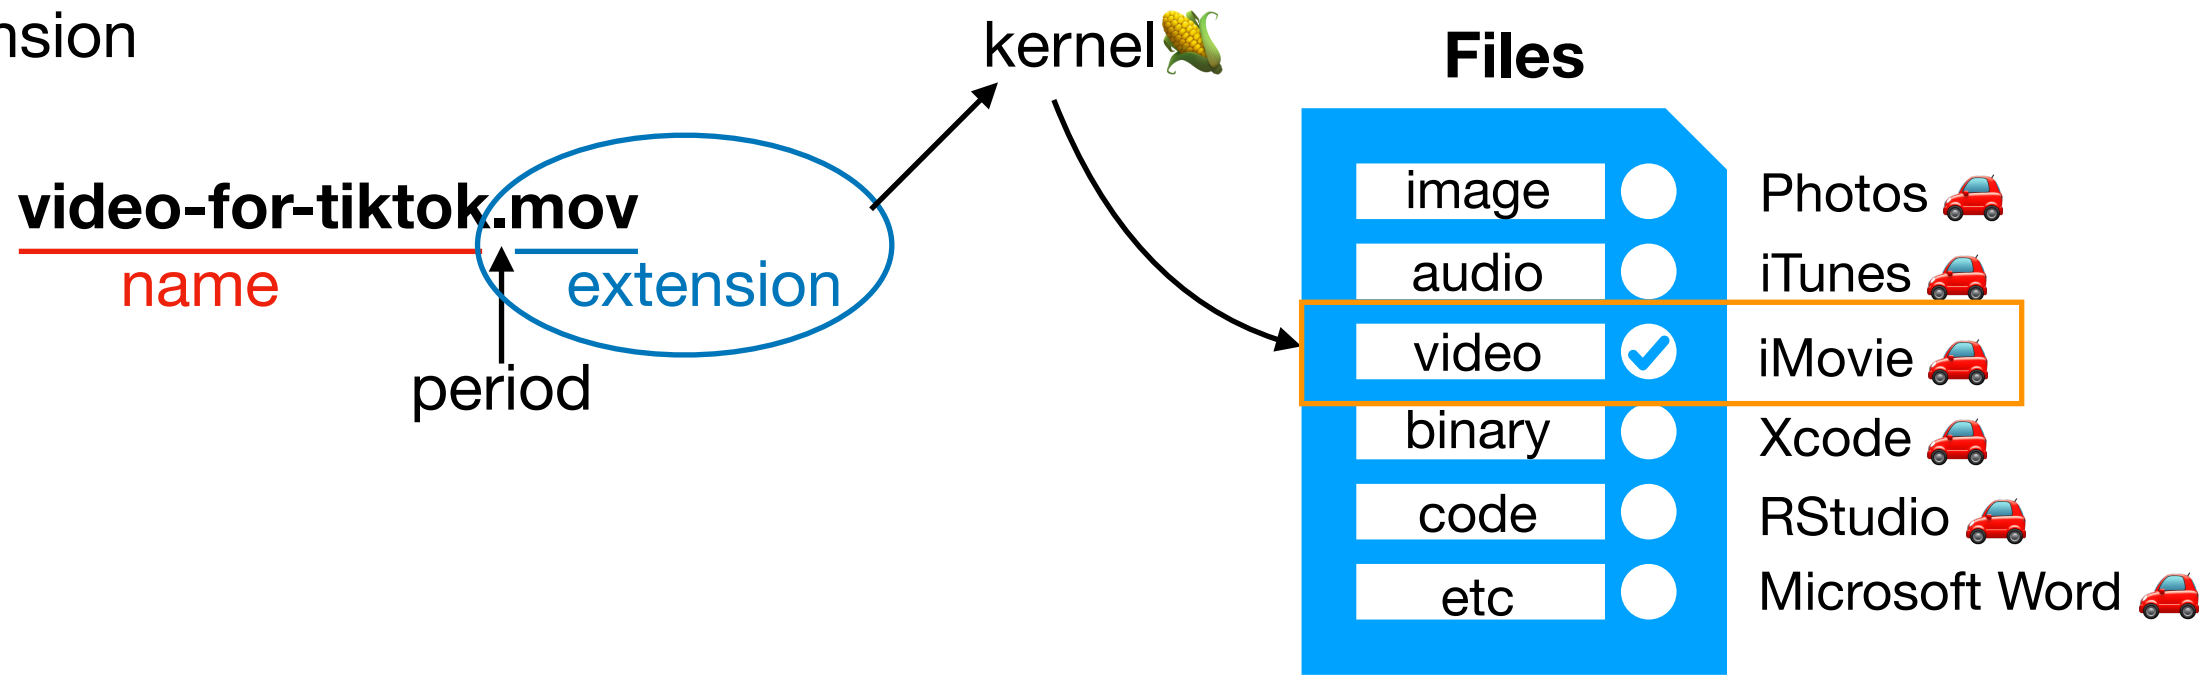 nsion
kernel
Files
video-for-tiktok.mov
name
extension
period
image Photos
audio iTunes
video iMovie
binary Xcode
code RStudio
etc Microsoft Word